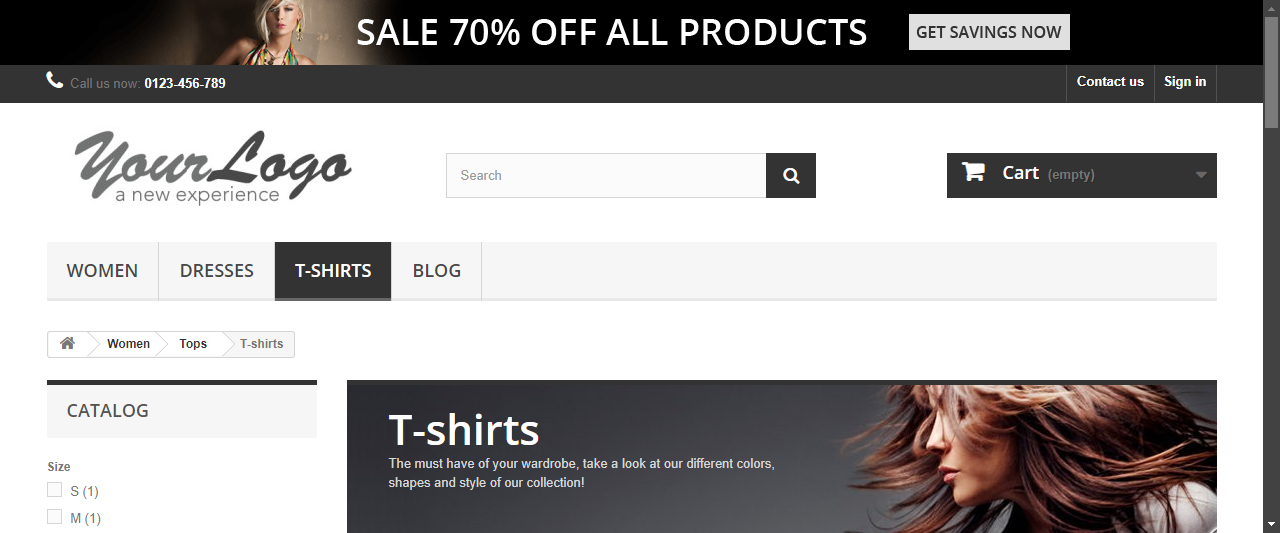 SALE 70% OFF ALL PRODUCTS
GET SAVINGS NOW
Call us now: 0123-456-789
Contact us
Sign in
YourLogo
a new experience
Search
Cart (empty)
WOMEN
DRESSES
T-SHIRTS
BLOG
Women
Tops
T-shirts
CATALOG
Size
S (1)
M (1)
T-shirts
The must have of your wardrobe, take a look at our different colors,
shapes and style of our collection!